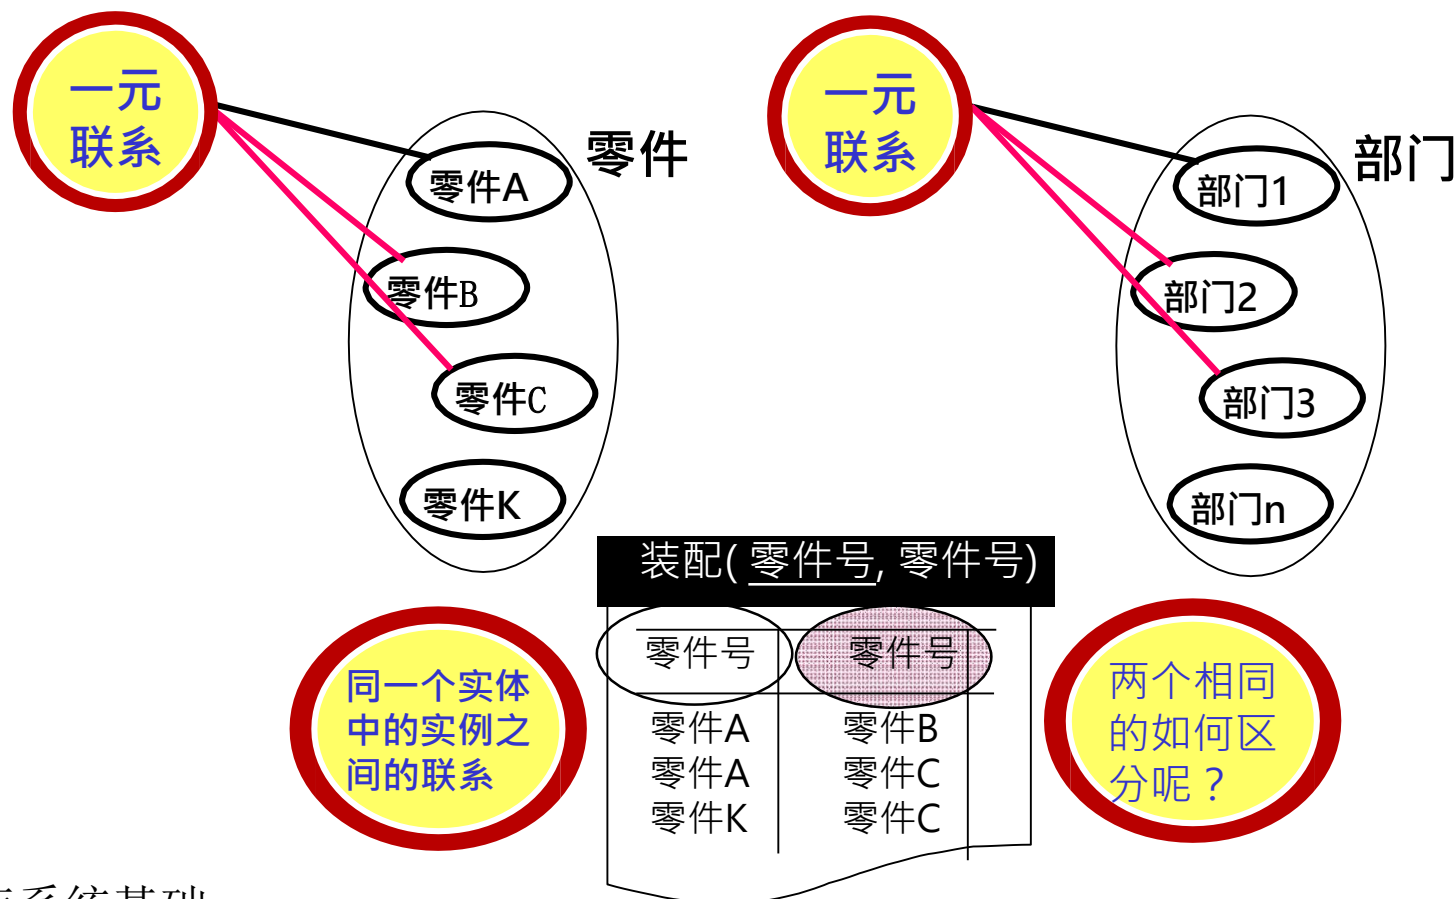 一元
联系
零件
零件A
零件B
零件C
零件K
一元
联系
部门
部门1
部门2
部门3
部门n
装配( 零件号, 零件号)
零件号 零件号
零件A 零件B
零件A 零件C
零件K 零件C
同一个实体
中的实例之
间的联系
两个相同
的如何区
分呢？
系统基础